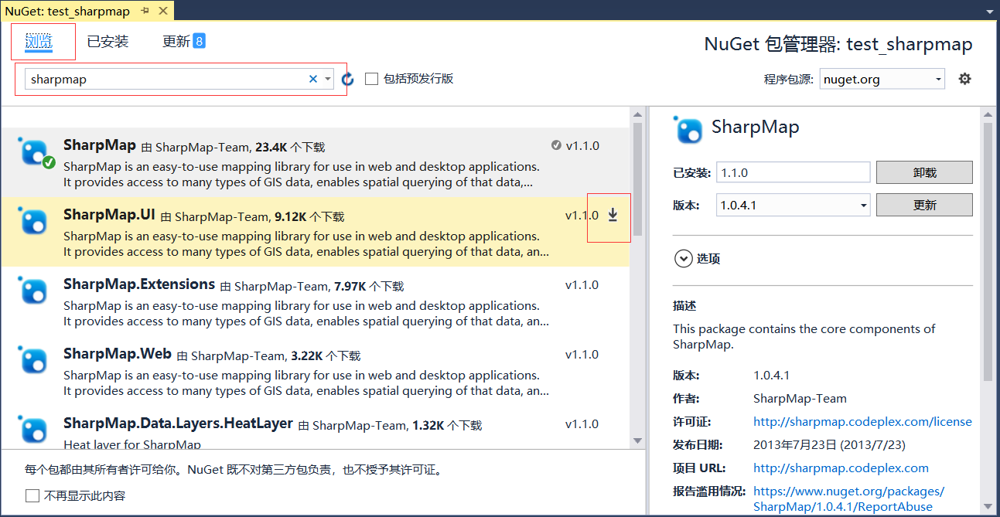 NuGet: test_sharpmap
浏览 已安装 更新 8
NuGet 包管理器: test_sharpmap
sharpmap
包括预发行版
程序包源: nuget.org
SharpMap 由 SharpMap-Team, 23.4K 个下载 v1.1.0
SharpMap is an easy-to-use mapping library for use in web and desktop applications.
It provides access to many types of GIS data, enables spatial querying of that data,...
SharpMap.UI 由 SharpMap-Team, 9.12K 个下载 v1.1.0
SharpMap is an easy-to-use mapping library for use in web and desktop applications.
It provides access to many types of GIS data, enables spatial querying of that data, an...
SharpMap.Extensions 由 SharpMap-Team, 7.97K 个下载 v1.1.0
SharpMap is an easy-to-use mapping library for use in web and desktop applications.
It provides access to many types of GIS data, enables spatial querying of that data, an...
SharpMap.Web 由 SharpMap-Team, 3.22K 个下载 v1.1.0
SharpMap is an easy-to-use mapping library for use in web and desktop applications.
It provides access to many types of GIS data, enables spatial querying of that data, an...
SharpMap.Data.Layers.HeatLayer 由 SharpMap-Team, 1.32K 个下载 v1.1.0
Heat layer for SharpMap
每个包都由其所有者许可给你。NuGet 既不对第三方包负责，也不授予其许可证。
不再显示此内容
SharpMap
已安装: 1.1.0 卸载
版本: 1.0.4.1 更新
选项
描述
This package contains the core components of
SharpMap.
版本: 1.0.4.1
作者: SharpMap-Team
许可证: http://sharpmap.codeplex.com/license
发布日期: 2013年7月23日 (2013/7/23)
项目 URL: http://sharpmap.codeplex.com
报告滥用情况: https://www.nuget.org/packages/
SharpMap/1.0.4.1/ReportAbuse